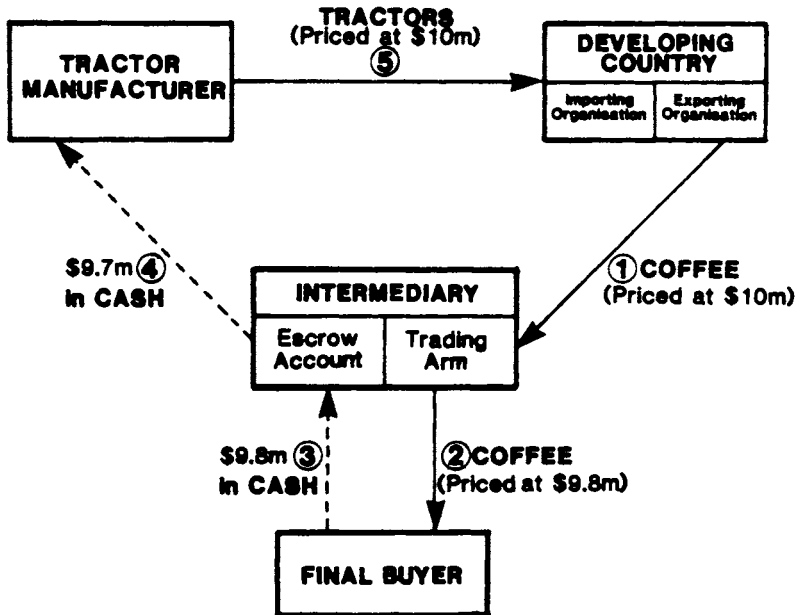 TRACTORS
(Priced at $10m)
⑤
TRACTOR
MANUFACTURER
DEVELOPING
COUNTRY
Importing
Organisation
Exporting
Organisation
$9.7m ④
in CASH
① COFFEE
(Priced at $10m)
INTERMEDIARY
Escrow
Account
Trading
Arm
$9.8m ③
in CASH
② COFFEE
(Priced at $9.8m)
FINAL BUYER